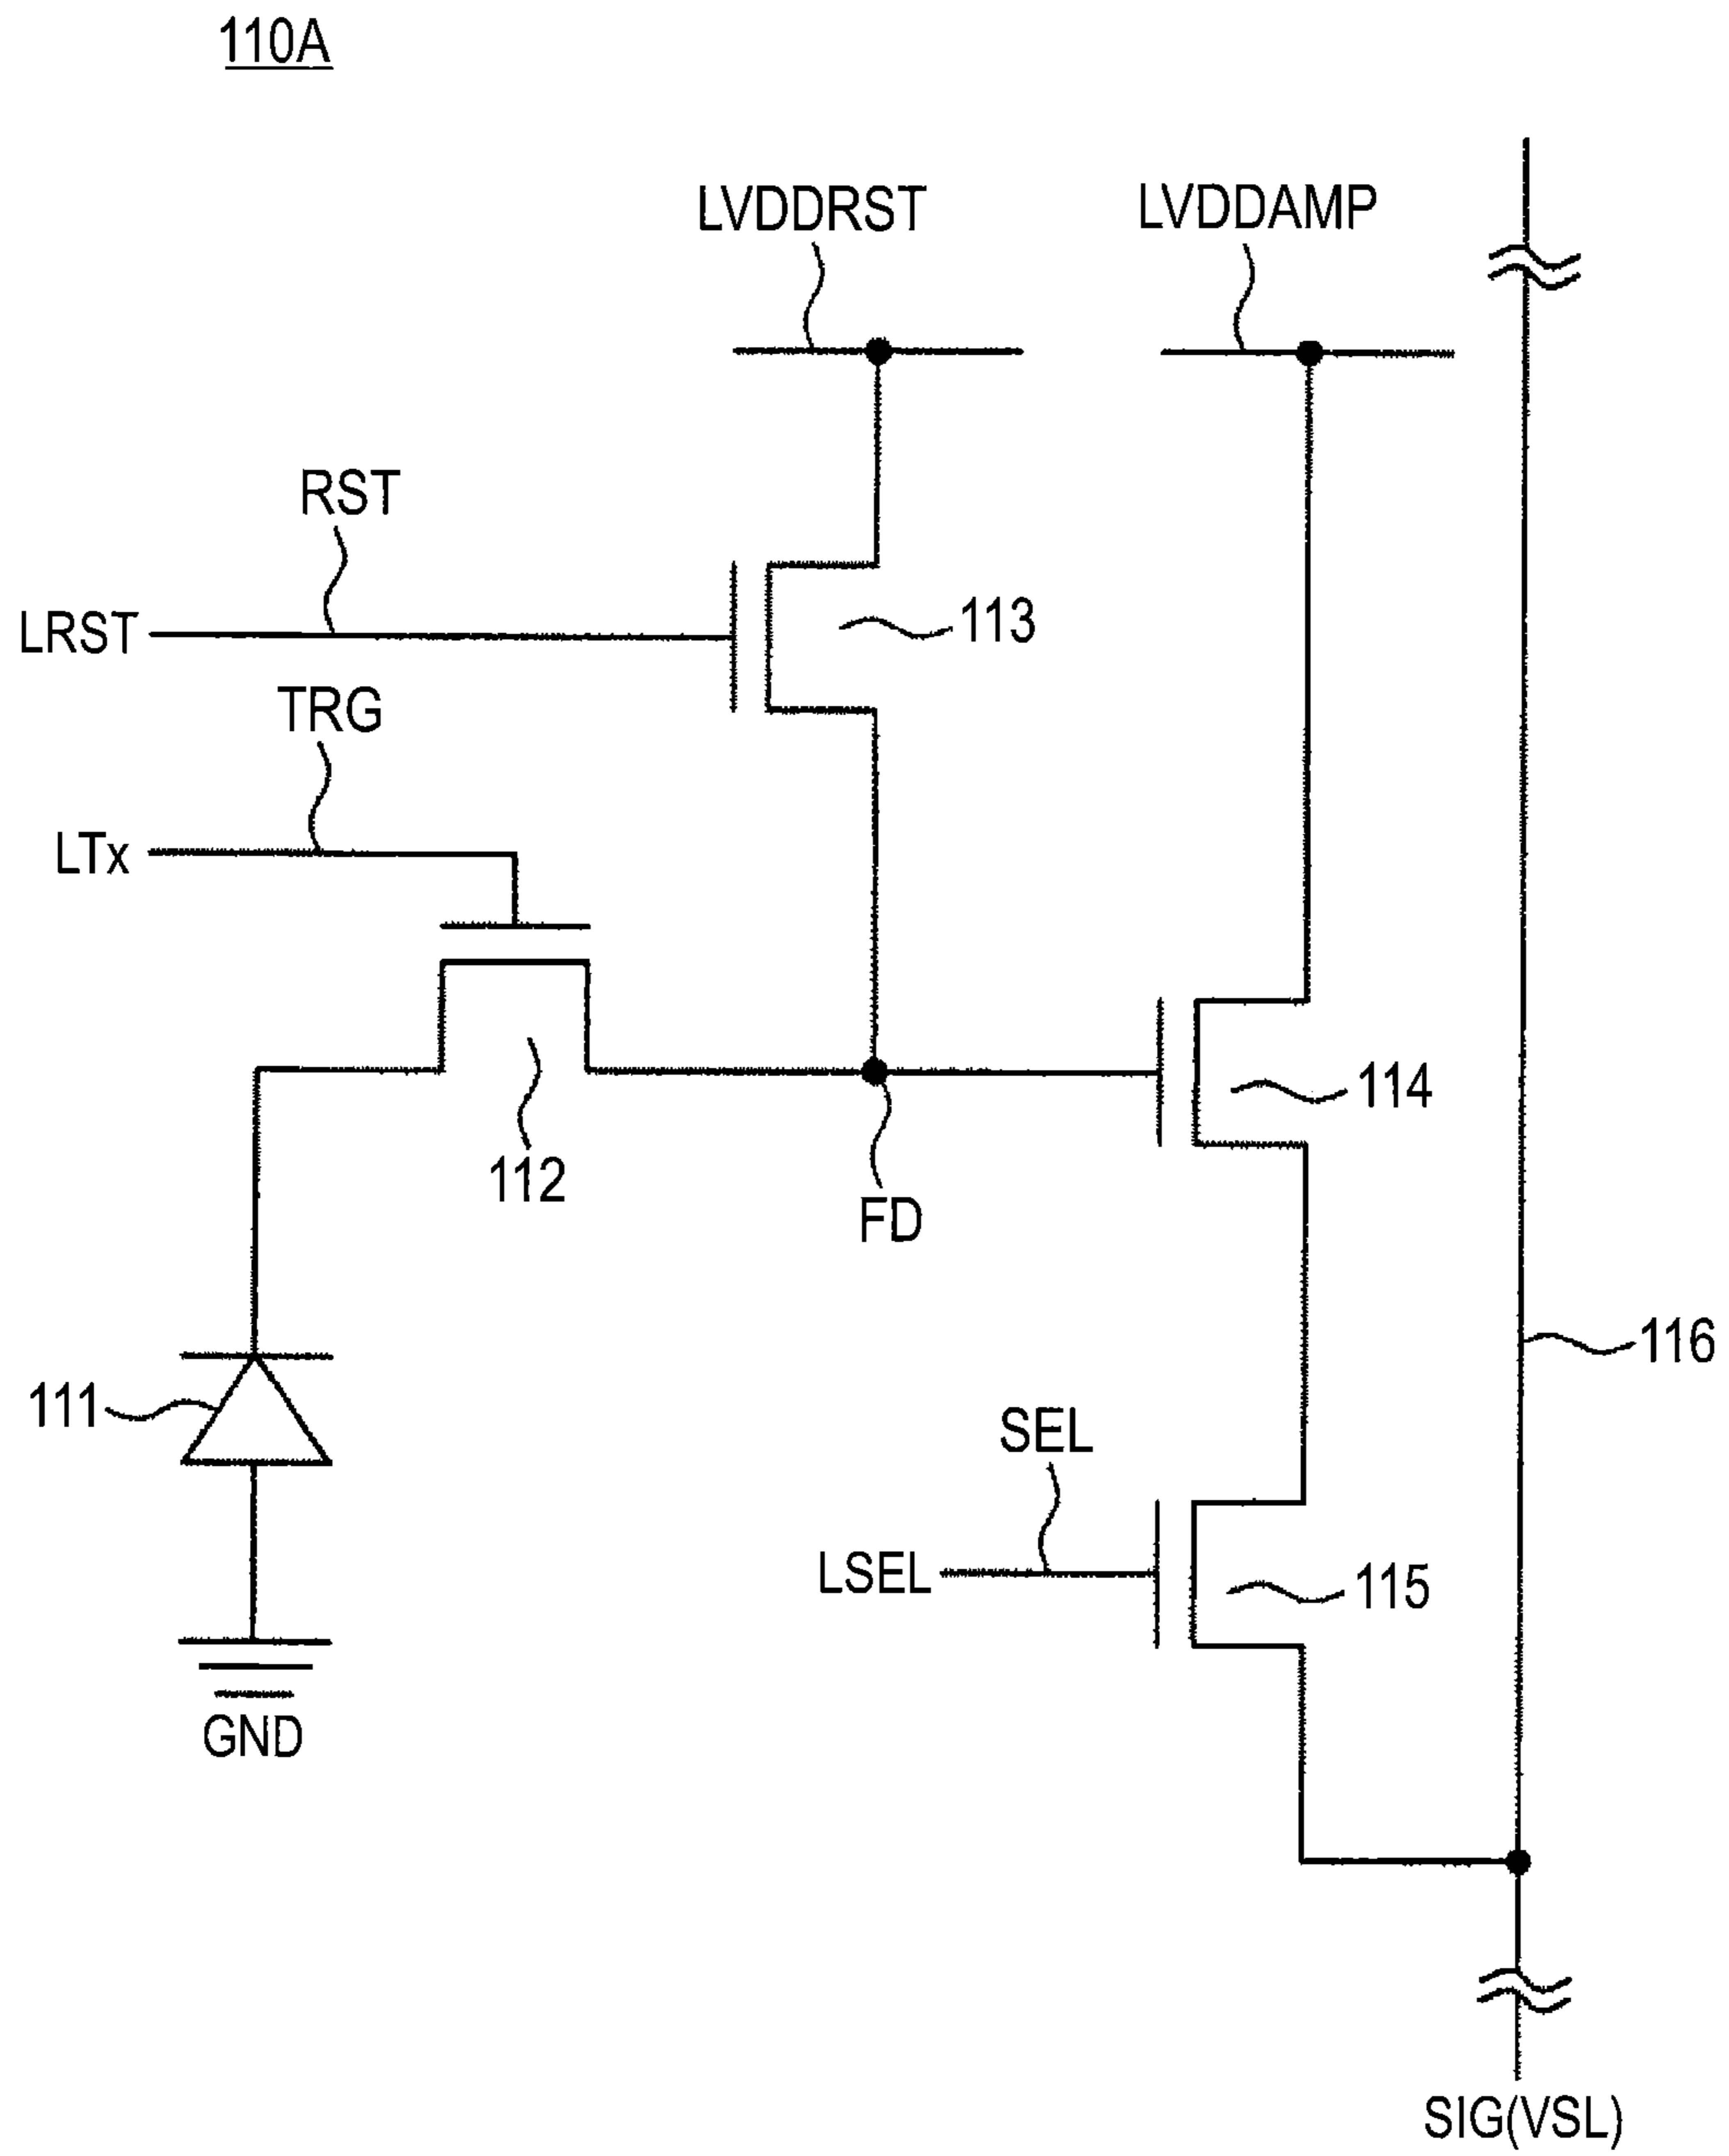 110A
LVDDRST
LVDDAMP
RST
LRST
113
TRG
LTx
114
112
FD
116
111
SEL
LSEL
115
GND
SIG(VSL)